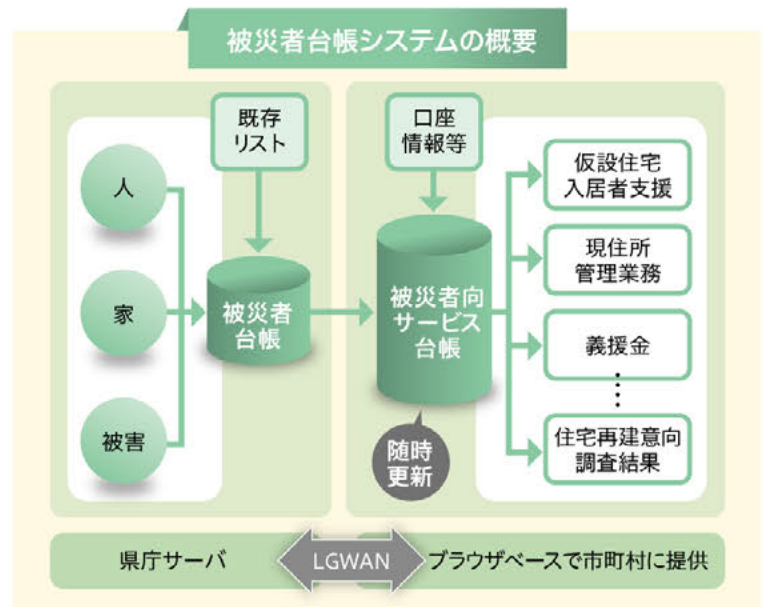 被災者台帳システムの概要
既存
リスト
口座
情報等
人
家
被害
被災者
台帳
被災者向
サービス
台帳
随時
更新
仮設住宅
入居者支援
現住所
管理業務
義援金
住宅再建意向
調査結果
県庁サーバ
LGWAN
ブラウザベースで市町村に提供